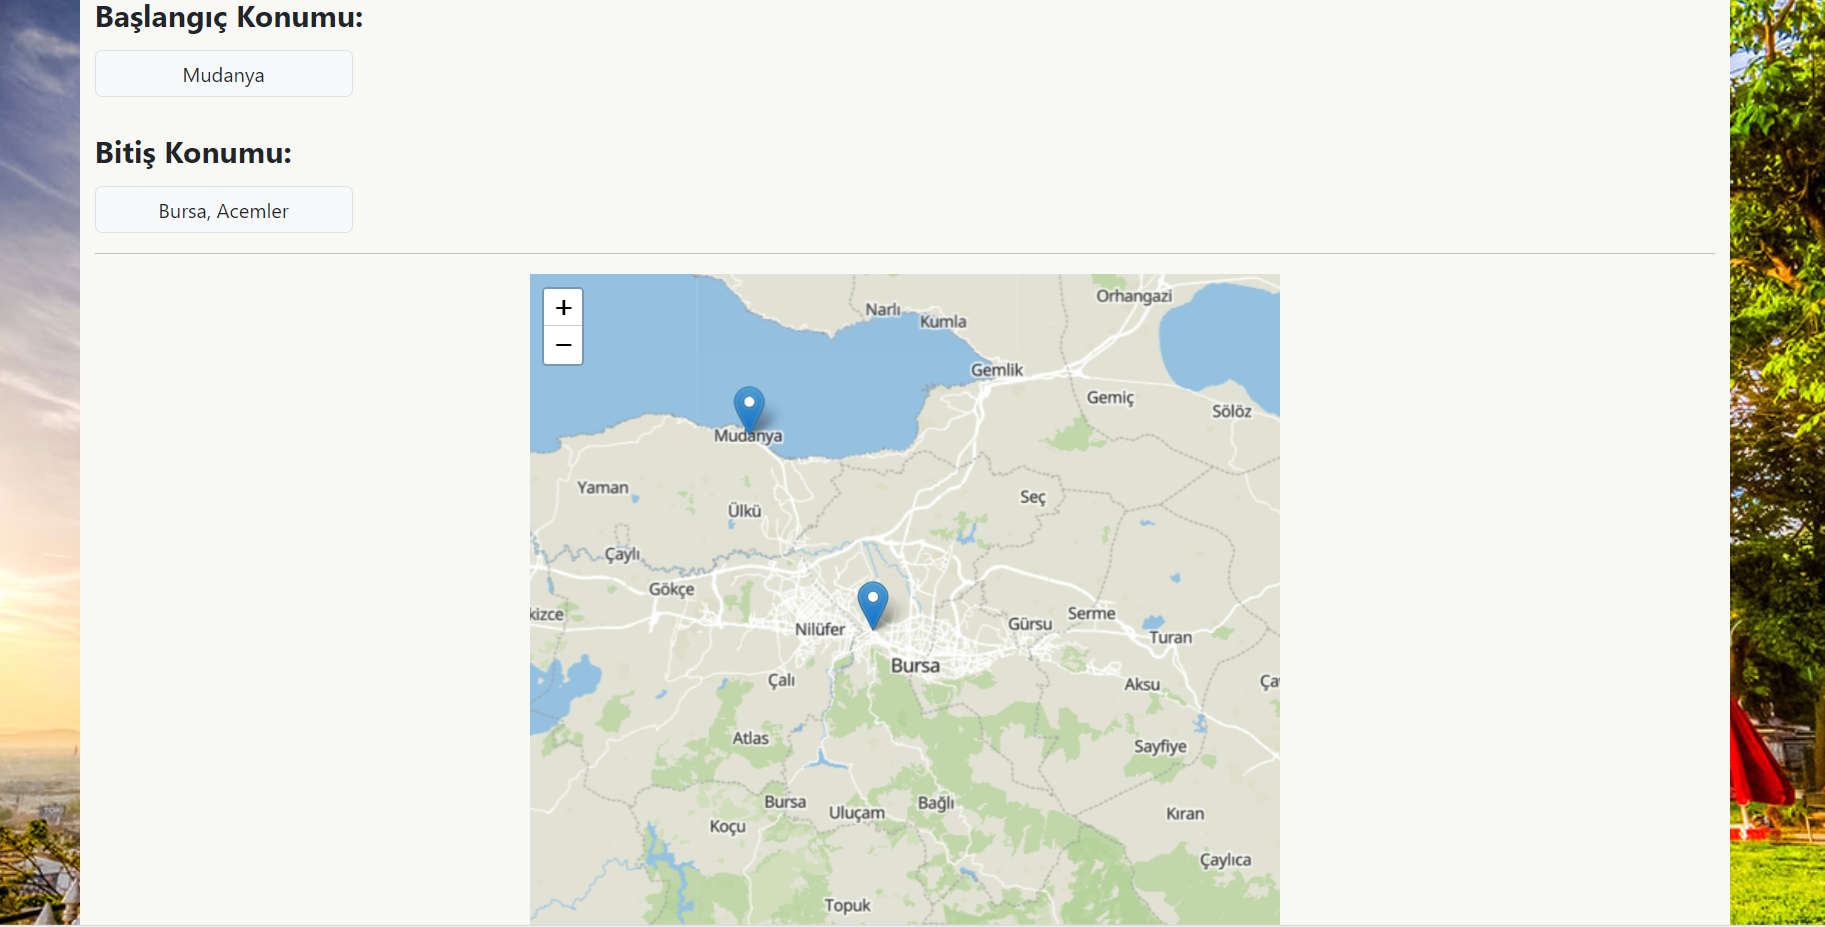 Başlangıç Konumu:
Mudanya
Bitiş Konumu:
Bursa, Acemler
+
−
Orhangazi
Narlı
Kumla
Gemlik
Gemiç
Sölöz
Mudanya
Yaman
Seç
Ülkü
Çaylı
Gökçe
kizce
Serme
Gürsu
Nilüfer
Turan
Bursa
Çalı
Aksu
Ça
Atlas
Sayfiye
Bursa
Bağlı
Uluçam
Kıran
Koçu
Çaylıca
Topuk